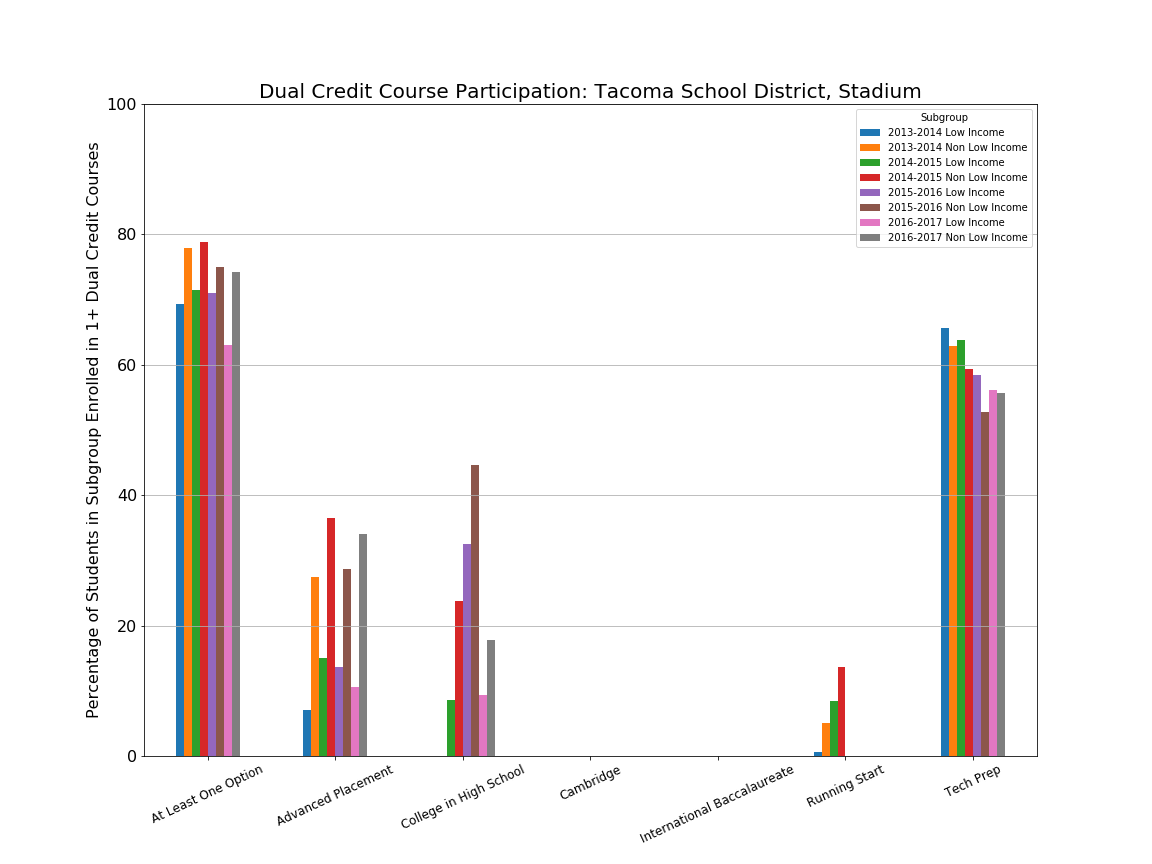 Dual Credit Course Participation: Tacoma School District, Stadium
Percentage of Students in Subgroup Enrolled in 1+ Dual Credit Courses
100
80
60
40
20
0
Subgroup
2013-2014 Low Income
2013-2014 Non Low Income
2014-2015 Low Income
2014-2015 Non Low Income
2015-2016 Low Income
2015-2016 Non Low Income
2016-2017 Low Income
2016-2017 Non Low Income
At Least One Option
Advanced Placement
College in High School
Cambridge
International Baccalaureate
Running Start
Tech Prep